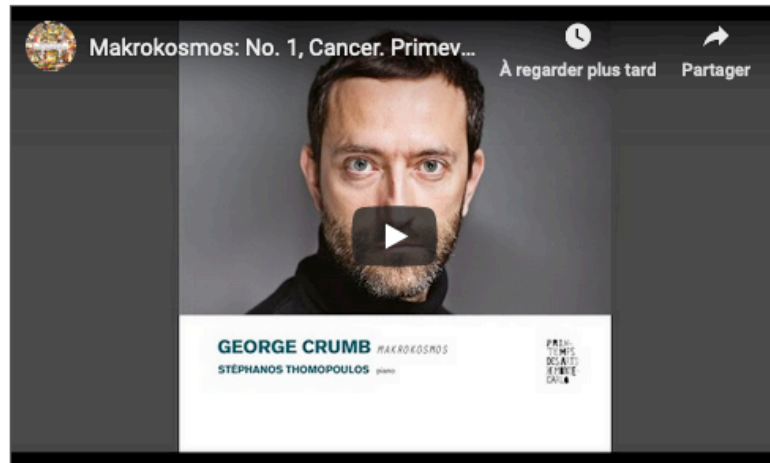 Makrokosmos: No. 1, Cancer. Primev...
À regarder plus tard
Partager
GEORGE CRUMB MAKROKOSMOS
STÉPHANOS THOMOPOULOS piano
PRIN-
TEMPS
DES ARTS
DE MONTE-
CARLO